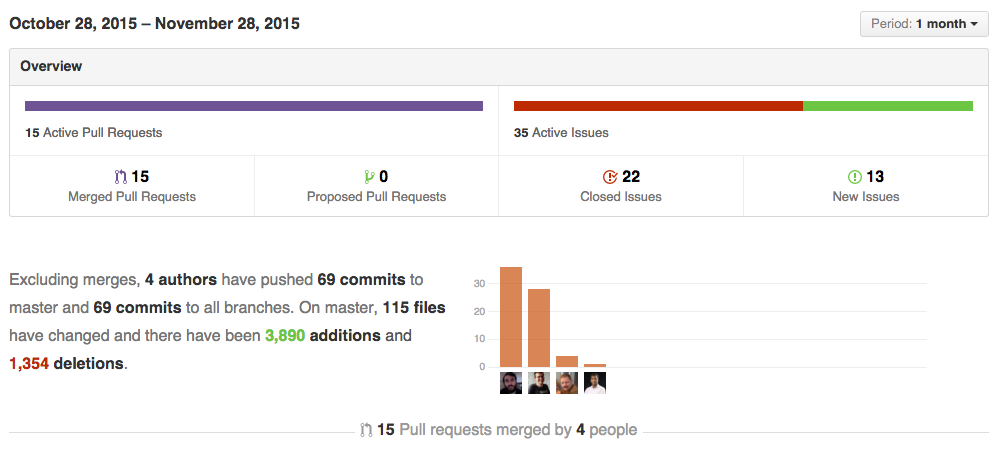 October 28, 2015 – November 28, 2015
Period: 1 month
Overview
15 Active Pull Requests
35 Active Issues
15
Merged Pull Requests
0
Proposed Pull Requests
22
Closed Issues
13
New Issues
Excluding merges, 4 authors have pushed 69 commits to
master and 69 commits to all branches. On master, 115 files
have changed and there have been 3,890 additions and
1,354 deletions.
30
20
10
0
15 Pull requests merged by 4 people